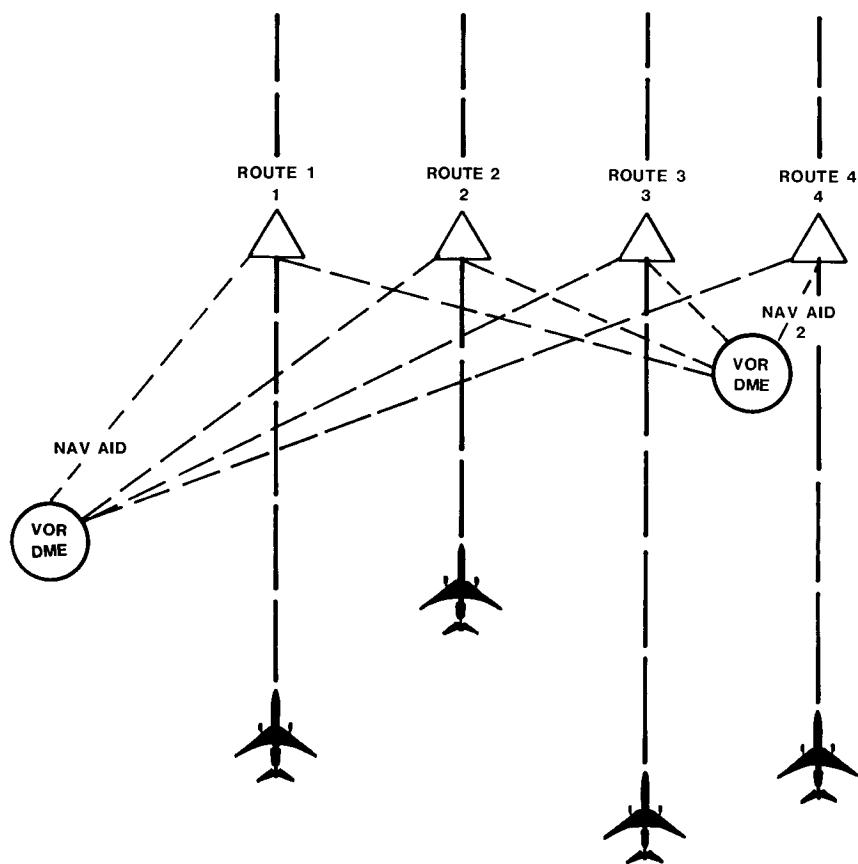 ROUTE 1
1
ROUTE 2
2
ROUTE 3
3
ROUTE 4
4
NAV AID
2
VOR
DME
NAV AID
VOR
DME